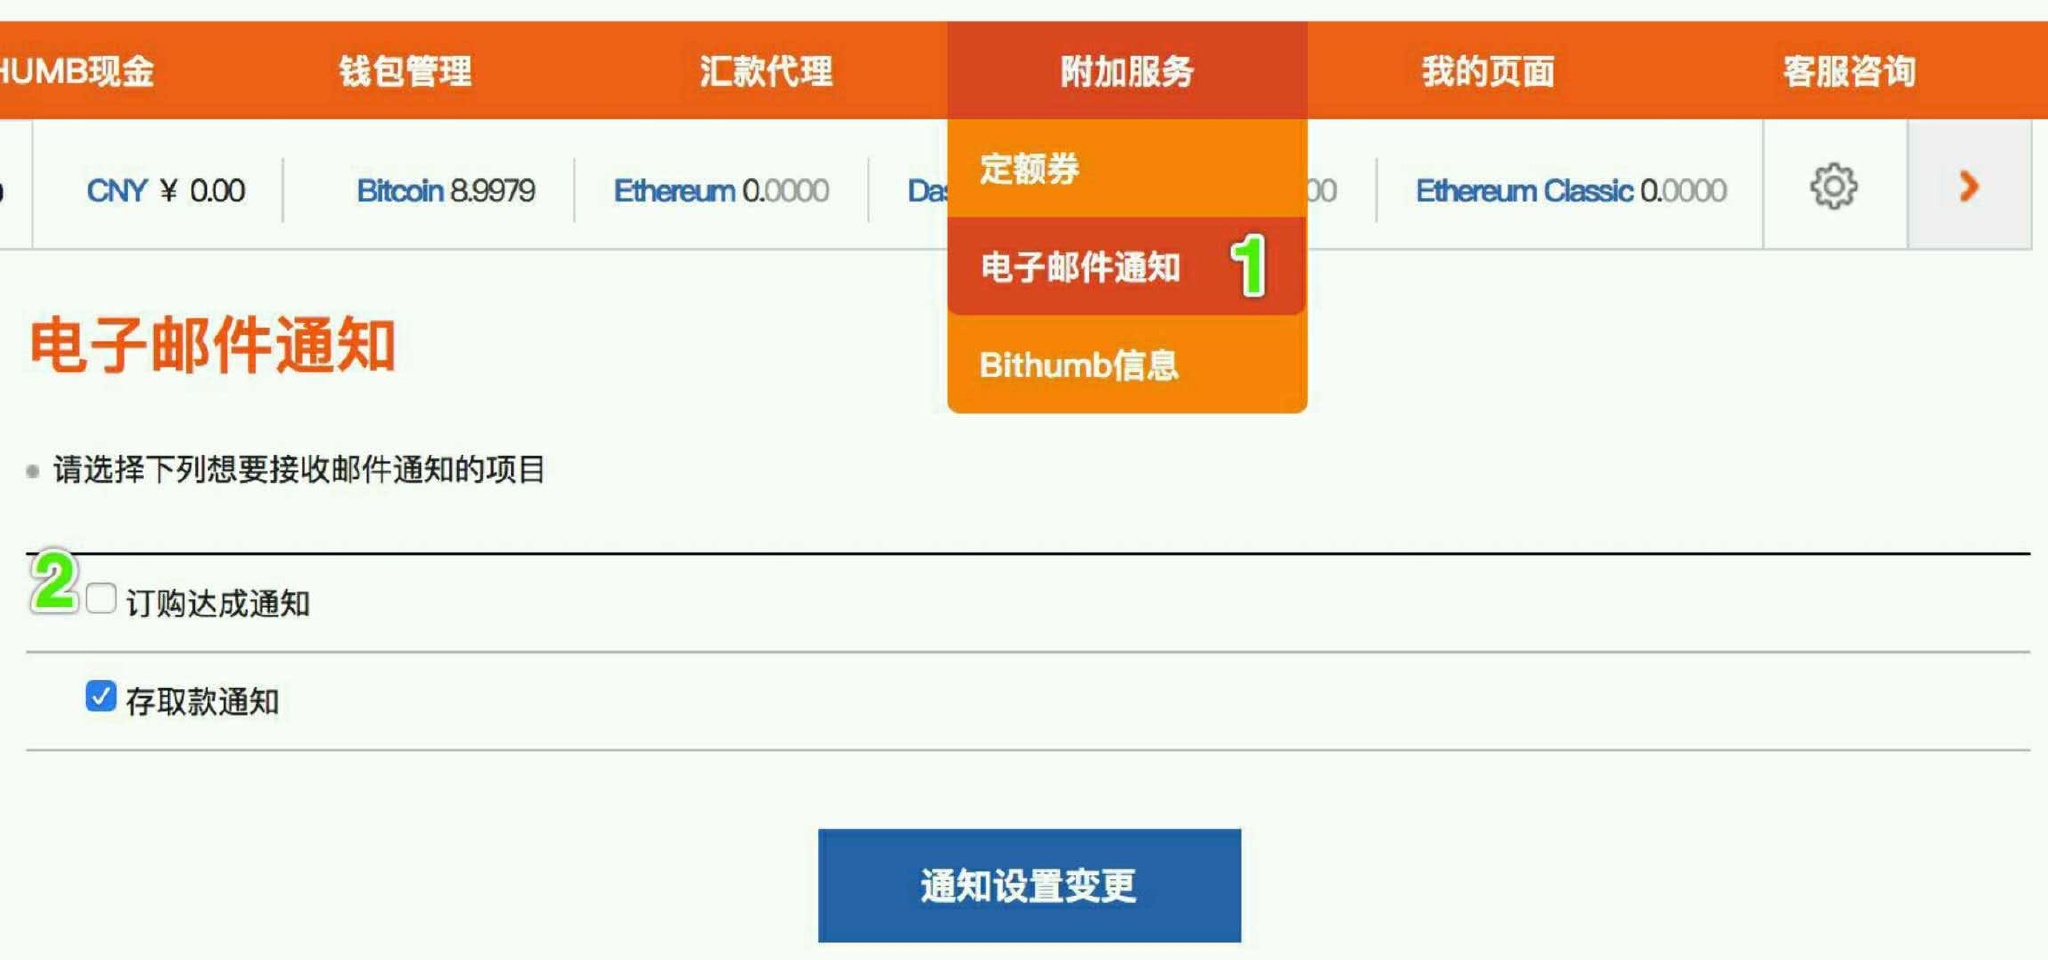 HUMB现金 钱包管理 汇款代理 附加服务 我的页面 客服咨询
CNY ¥ 0.00 Bitcoin 8.9979 Ethereum 0.0000 Das 00 Ethereum Classic 0.0000
定额券
电子邮件通知 1
Bithumb信息
电子邮件通知
请选择下列想要接收邮件通知的项目
2 订购达成通知
存取款通知
通知设置变更